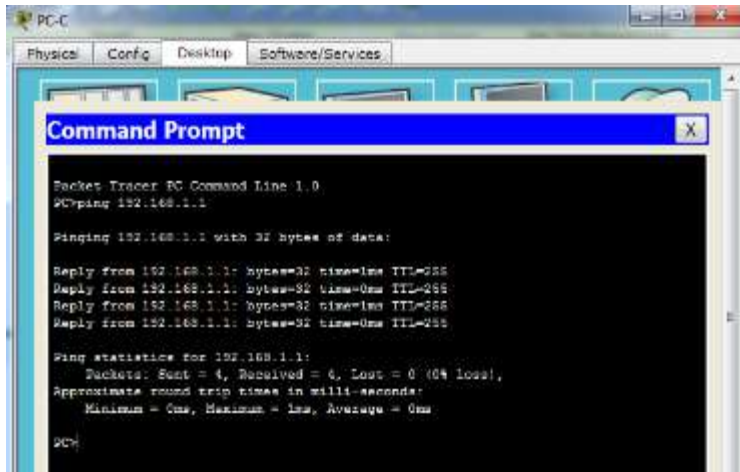 PC-C
Physical Config Desktop Software/Services
Command Prompt
X
Packet Tracer PC Command Line 1.0
PC>ping 192.168.1.1
Pinging 192.168.1.1 with 32 bytes of data:
Reply from 192.168.1.1: bytes=32 time=1ms TTL=255
Reply from 192.168.1.1: bytes=32 time=0ms TTL=255
Reply from 192.168.1.1: bytes=32 time=1ms TTL=255
Reply from 192.168.1.1: bytes=32 time=0ms TTL=255
Ping statistics for 192.168.1.1:
Packets: Sent = 4, Received = 4, Lost = 0 (0% loss),
Approximate round trip times in milli-seconds:
Minimum = 0ms, Maximum = 1ms, Average = 0ms
PC>